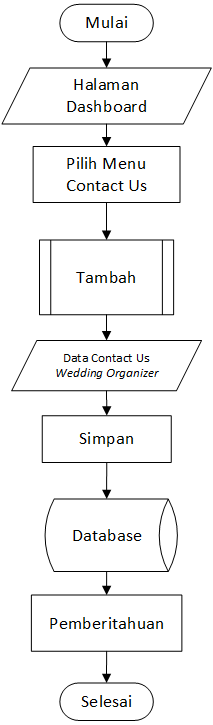 Mulai
Halaman
Dashboard
Pilih Menu
Contact Us
Tambah
Data Contact Us
Wedding Organizer
Simpan
Database
Pemberitahuan
Selesai